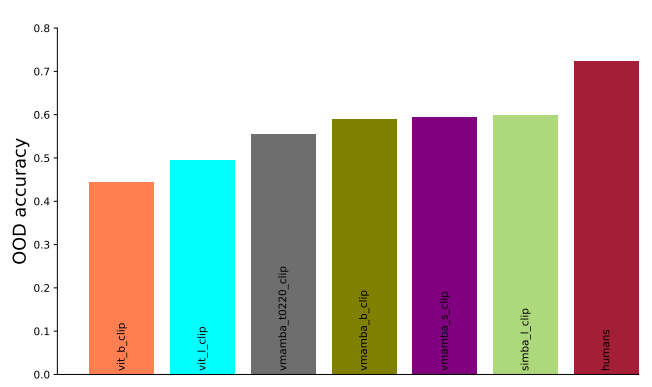 0.8
0.7
0.6
0.5
0.4
0.3
0.2
0.1
0.0
OOD accuracy
vit_b_clip
vit_l_clip
vmamba_t0220_clip
vmamba_b_clip
vmamba_s_clip
simba_l_clip
humans